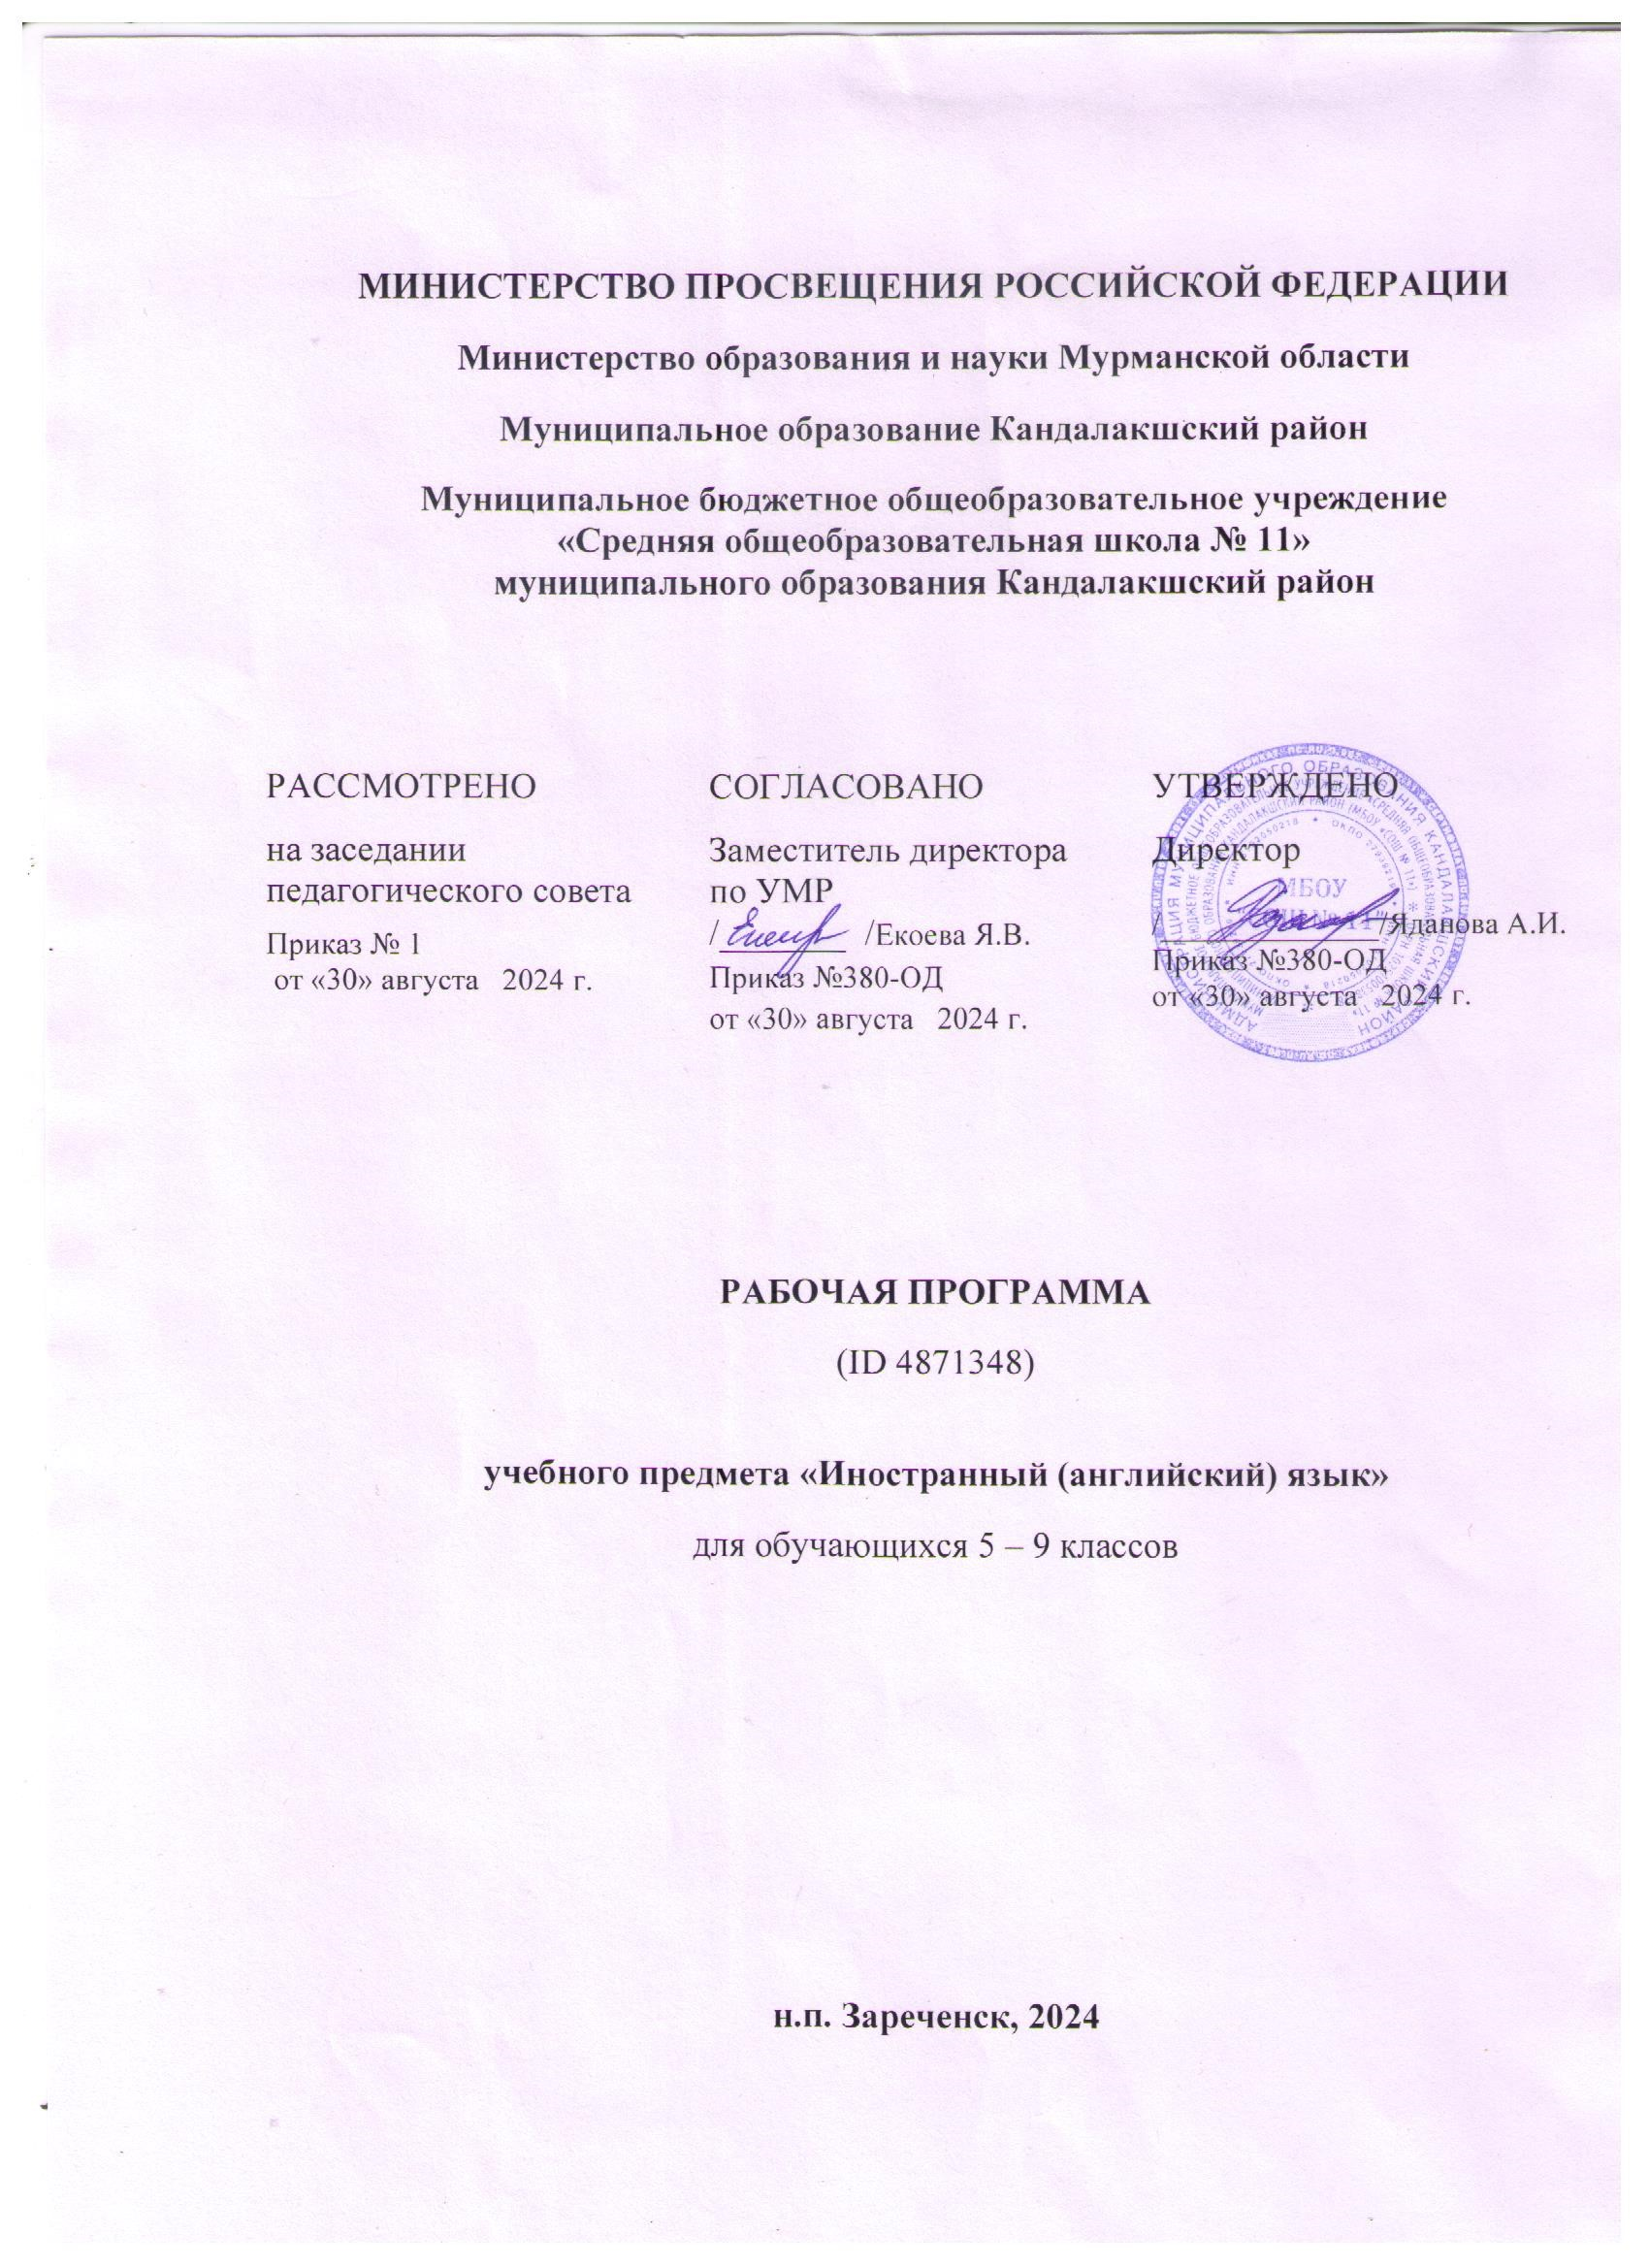 МИНИСТЕРСТВО ПРОСВЕЩЕНИЯ РОССИЙСКОЙ ФЕДЕРАЦИИ
Министерство образования и науки Мурманской области
Муниципальное образование Кандалакшский район
Муниципальное бюджетное общеобразовательное учреждение
«Средняя общеобразовательная школа № 11»
муниципального образования Кандалакшский район
РАССМОТРЕНО
на заседании
педагогического совета
Приказ № 1
от «30» августа 2024 г.
СОГЛАСОВАНО
Заместитель директора
по УМР
/ /Екоева Я.В.
Приказ №380-ОД
от «30» августа 2024 г.
УТВЕРЖДЕНО
Директор
/ /Яданова А.И.
Приказ №380-ОД
от «30» августа 2024 г.
МБОУ
РАБОЧАЯ ПРОГРАММА
(ID 4871348)
учебного предмета «Иностранный (английский) язык»
для обучающихся 5 – 9 классов
н.п. Зареченск, 2024